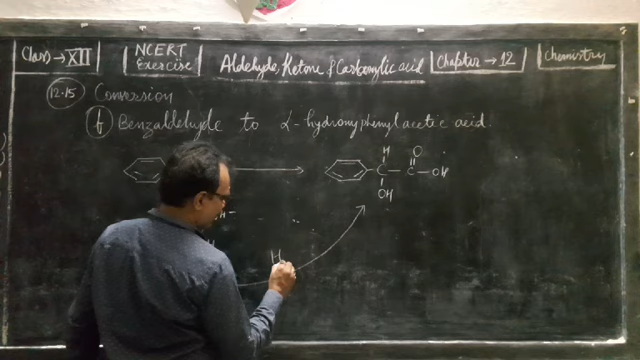 Class → XII NCERT Exercise Aldehyde, Ketone & Carboxylic acid Chapter → 12 Chemistry
12.15 Conversion
f Benzaldehyde to α-hydroxyphenylacetic acid.
H O
C — C — OH
OH
H